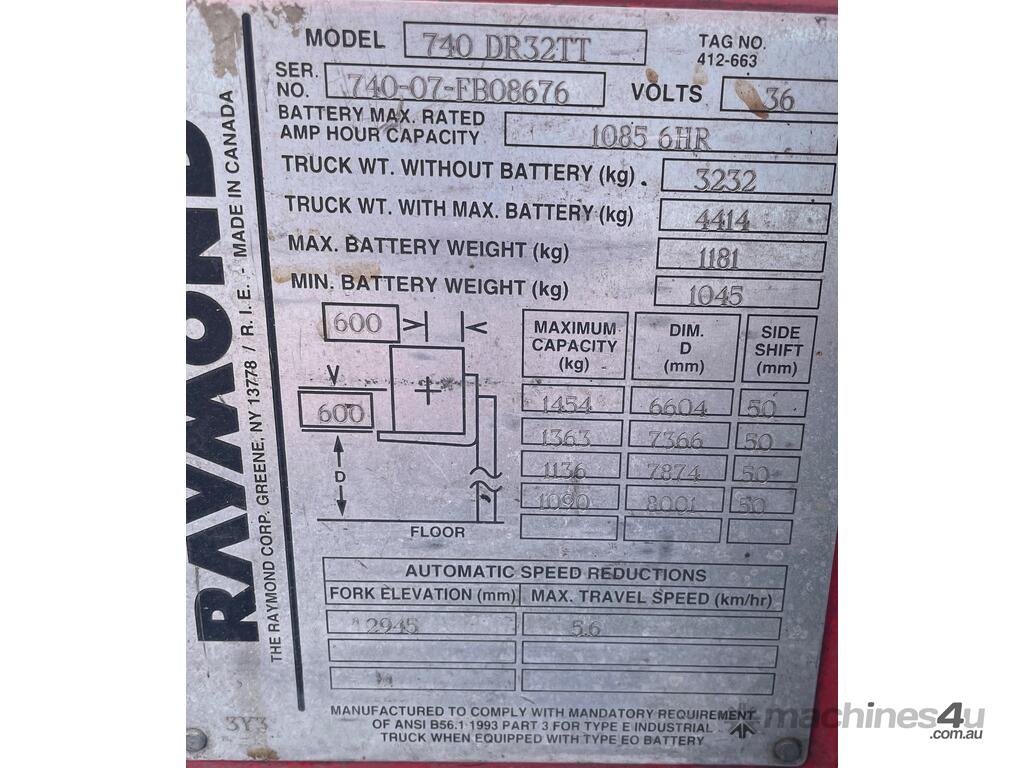 RAYMOND
THE RAYMOND CORP. GREENE, NY 13778 / R.I.E. - MADE IN CANADA
MODEL 740 DR32TT
TAG NO.
412-663
SER.
NO. 740-07-FB08676 VOLTS 36
BATTERY MAX. RATED
AMP HOUR CAPACITY 1085 6HR
TRUCK WT. WITHOUT BATTERY (kg) 3232
TRUCK WT. WITH MAX. BATTERY (kg) 4414
MAX. BATTERY WEIGHT (kg) 1181
MIN. BATTERY WEIGHT (kg) 1045
600
600
D
FLOOR
MAXIMUM
CAPACITY
(kg)
DIM.
D
(mm)
SIDE
SHIFT
(mm)
1454 6604 50
1363 7366 50
1136 7874 50
1090 8001 50
AUTOMATIC SPEED REDUCTIONS
FORK ELEVATION (mm) MAX. TRAVEL SPEED (km/hr)
2945 5.6
MANUFACTURED TO COMPLY WITH MANDATORY REQUIREMENT
OF ANSI B56.1 1993 PART 3 FOR TYPE E INDUSTRIAL
TRUCK WHEN EQUIPPED WITH TYPE EO BATTERY
3Y3
machines4u
.com.au